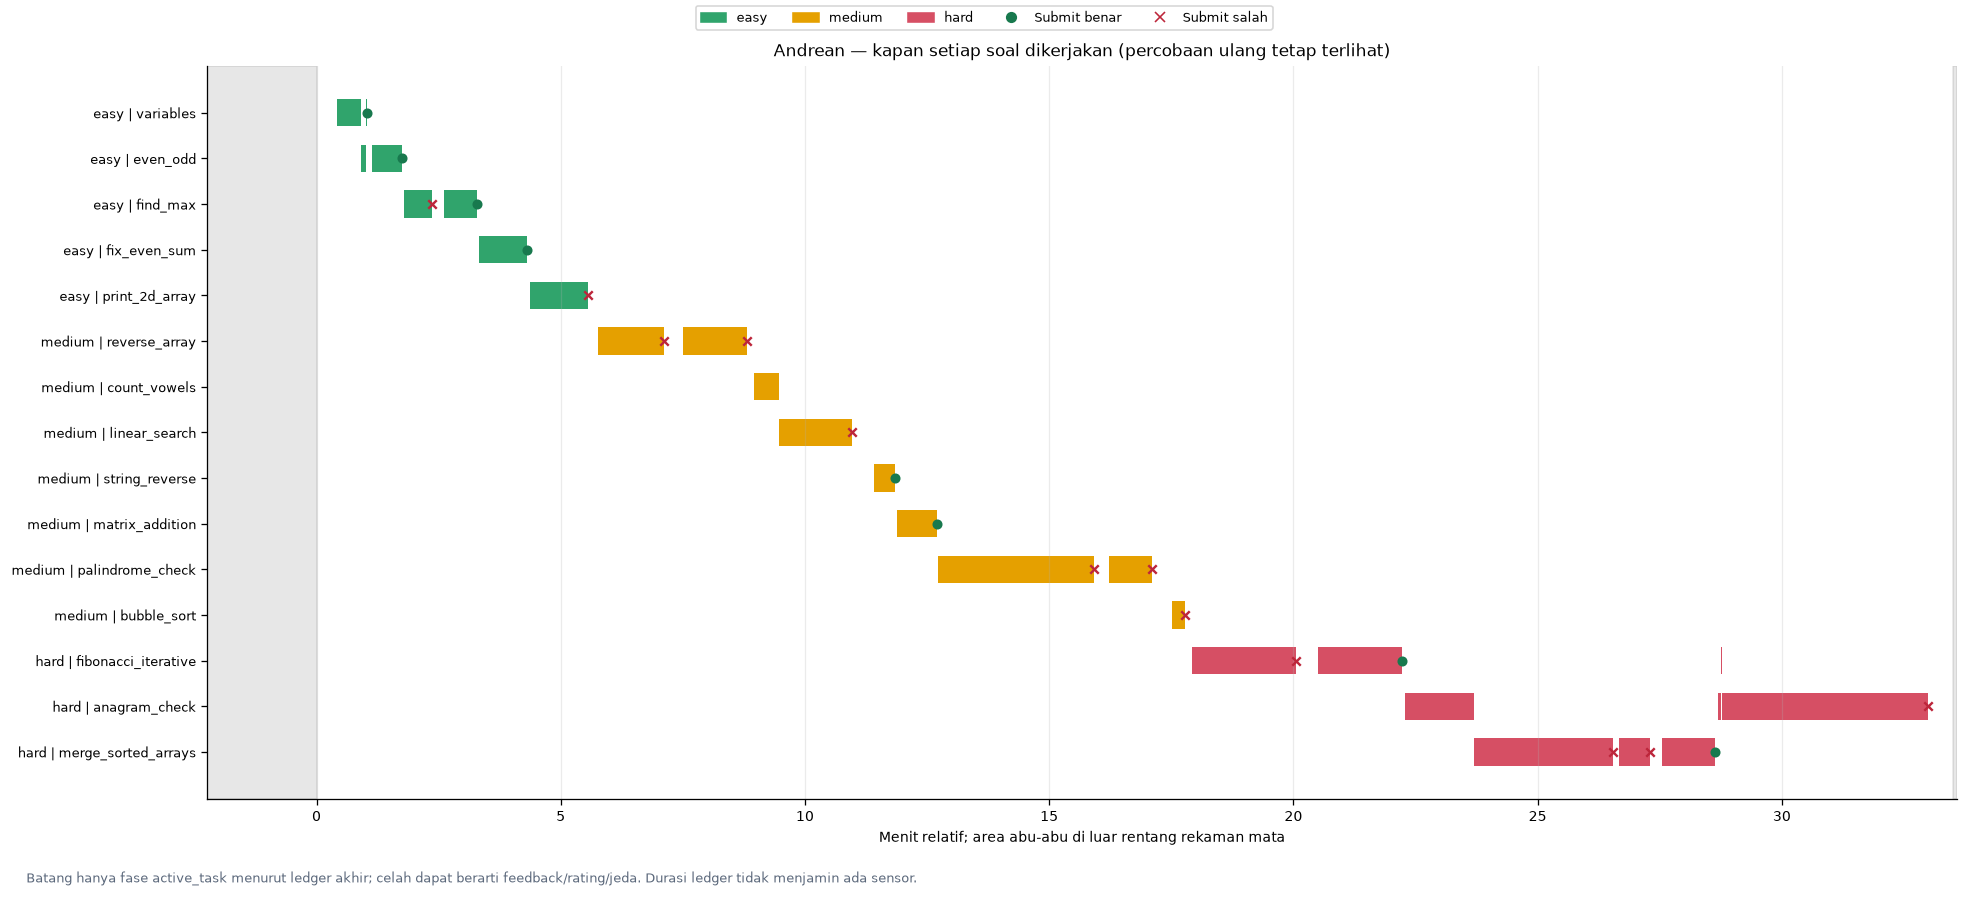 easy medium hard Submit benar Submit salah
Andrean — kapan setiap soal dikerjakan (percobaan ulang tetap terlihat)
easy | variables
easy | even_odd
easy | find_max
easy | fix_even_sum
easy | print_2d_array
medium | reverse_array
medium | count_vowels
medium | linear_search
medium | string_reverse
medium | matrix_addition
medium | palindrome_check
medium | bubble_sort
hard | fibonacci_iterative
hard | anagram_check
hard | merge_sorted_arrays
0 5 10 15 20 25 30
Menit relatif; area abu-abu di luar rentang rekaman mata
Batang hanya fase active_task menurut ledger akhir; celah dapat berarti feedback/rating/jeda. Durasi ledger tidak menjamin ada sensor.